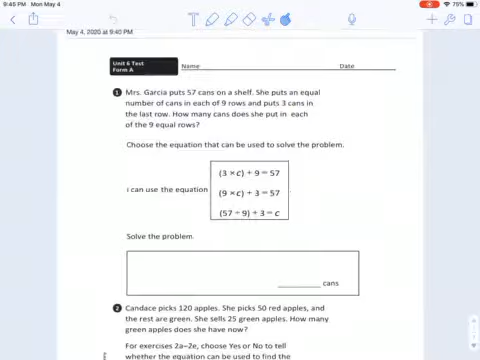 9:45 PM Mon May 4
75%
May 4, 2020 at 9:40 PM
Unit 6 Test
Form A
Name
Date
1 Mrs. Garcia puts 57 cans on a shelf. She puts an equal
number of cans in each of 9 rows and puts 3 cans in
the last row. How many cans does she put in each
of the 9 equal rows?
Choose the equation that can be used to solve the problem.
I can use the equation
(3 × c) + 9 = 57
(9 × c) + 3 = 57
(57 ÷ 9) + 3 = c
Solve the problem.
cans
2 Candace picks 120 apples. She picks 50 red apples, and
the rest are green. She sells 25 green apples. How many
green apples does she have now?
For exercises 2a–2e, choose Yes or No to tell
whether the equation can be used to find the